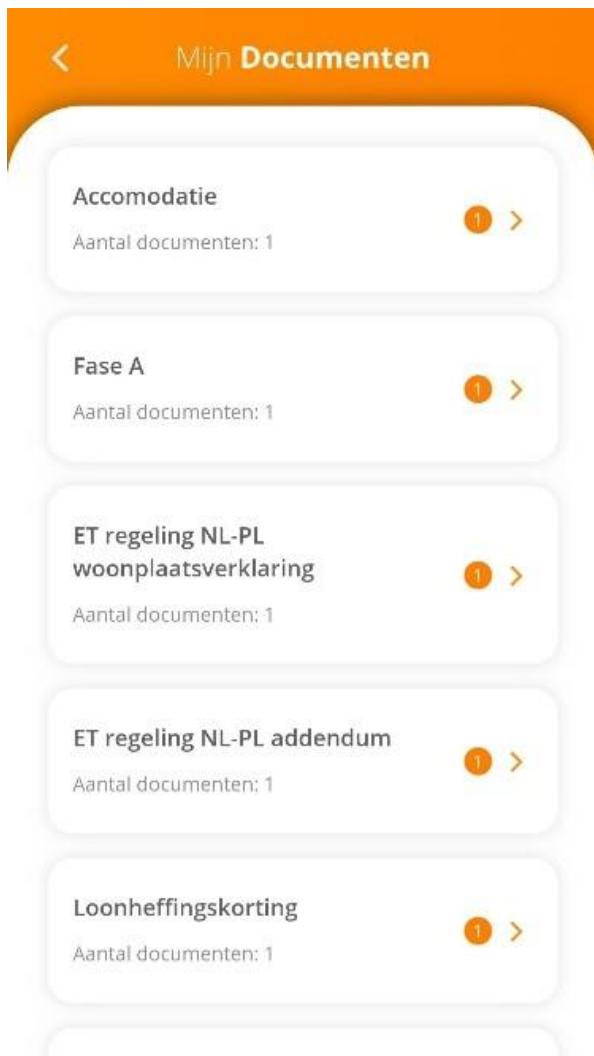 Mijn Documenten
Accomodatie
Aantal documenten: 1
1
Fase A
Aantal documenten: 1
1
ET regeling NL-PL
woonplaatsverklaring
Aantal documenten: 1
1
ET regeling NL-PL addendum
Aantal documenten: 1
1
Loonheffingskorting
Aantal documenten: 1
1